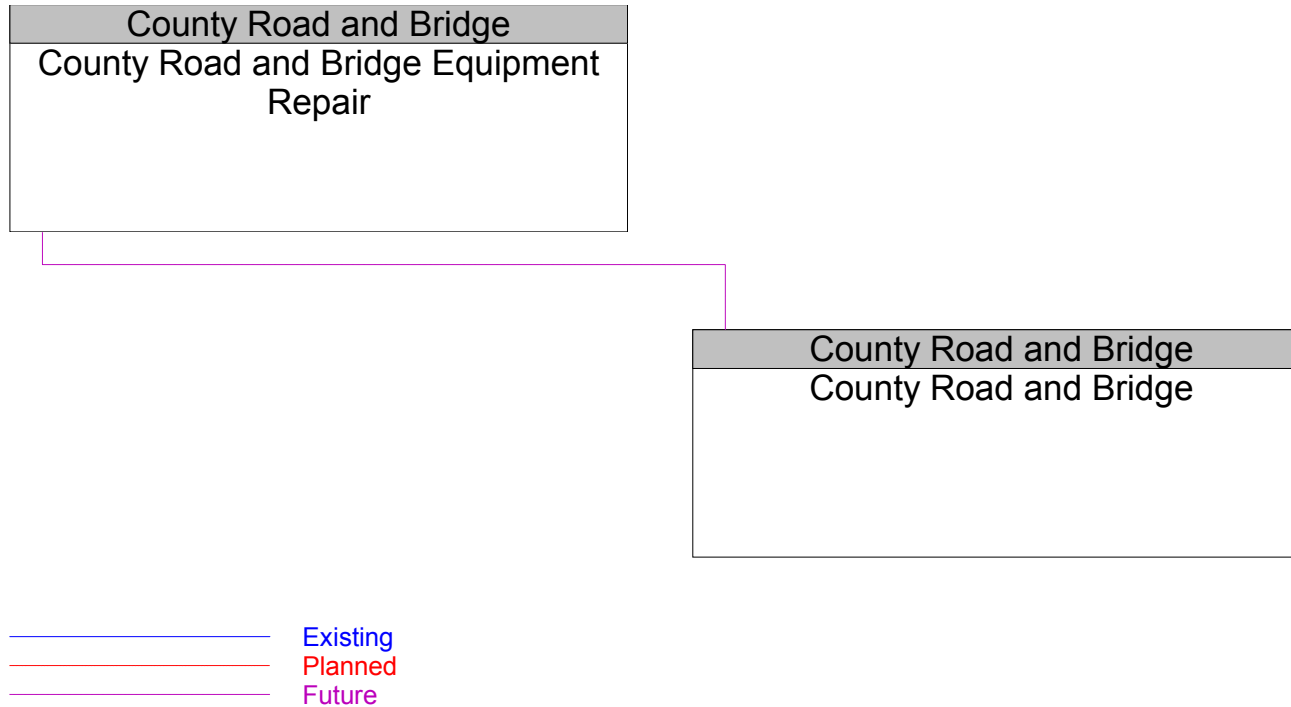 County Road and Bridge
County Road and Bridge Equipment
Repair
County Road and Bridge
County Road and Bridge
Existing
Planned
Future